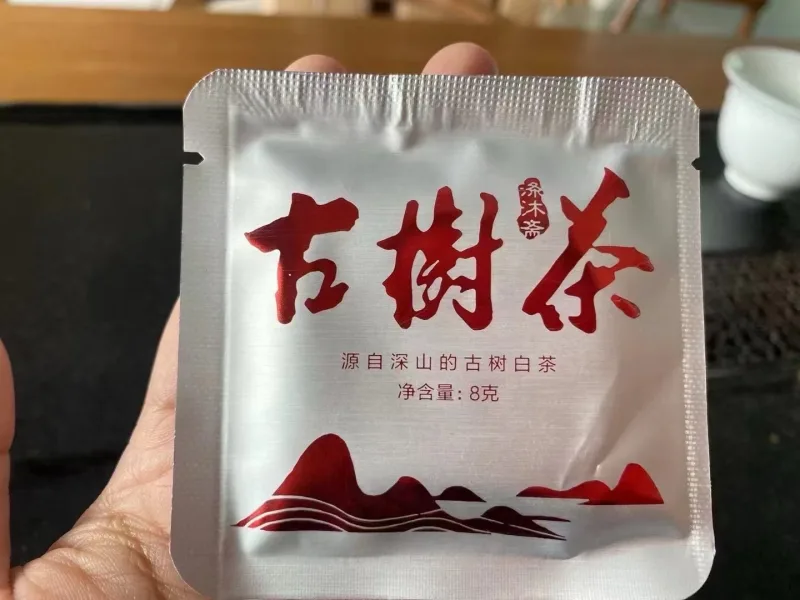 古樹茶
涤沐斋
源自深山的古树白茶
净含量：8克